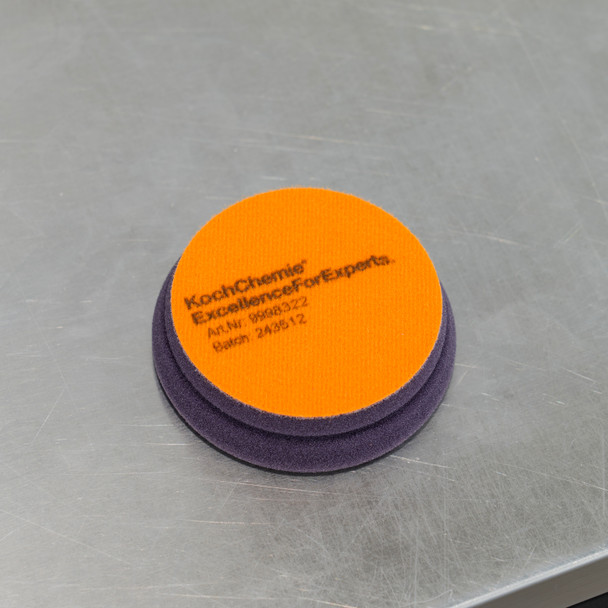 KochChemie®
ExcellenceForExperts.
Art.Nr: 9998322
Batch: 243512